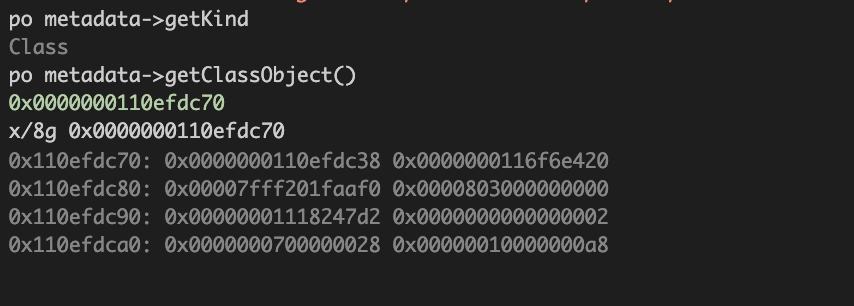 po metadata->getKind
Class
po metadata->getClassObject()
0x0000000110efdc70
x/8g 0x0000000110efdc70
0x110efdc70: 0x0000000110efdc38 0x0000000116f6e420
0x110efdc80: 0x00007fff201faaf0 0x0000803000000000
0x110efdc90: 0x00000001118247d2 0x0000000000000002
0x110efdca0: 0x0000000700000028 0x00000010000000a8